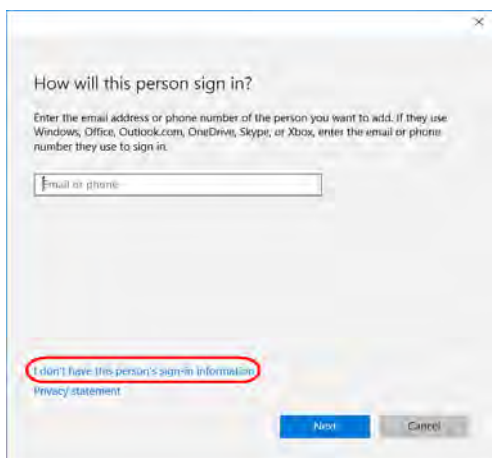 How will this person sign in?
Enter the email address or phone number of the person you want to add. If they use
Windows, Office, Outlook.com, OneDrive, Skype, or Xbox, enter the email or phone
number they use to sign in.
Email or phone
I don't have this person's sign-in information
Privacy statement
Next
Cancel